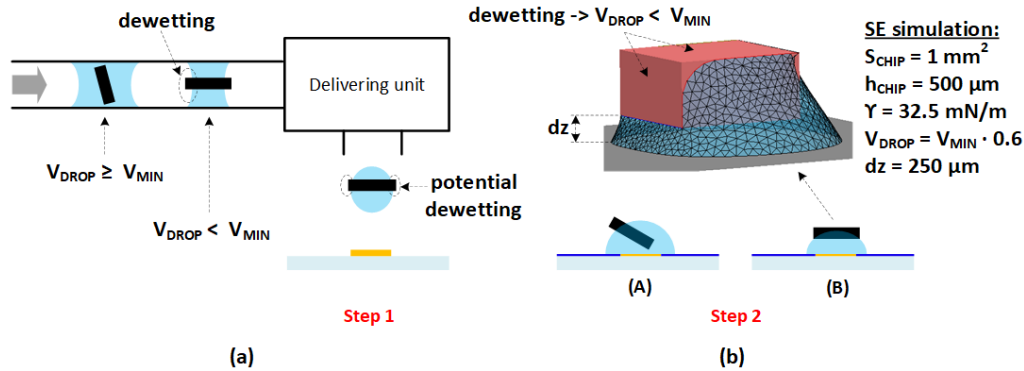 dewetting
Delivering unit
V_DROP ≥ V_MIN
V_DROP < V_MIN
potential
dewetting
Step 1
(a)
dewetting -> V_DROP < V_MIN
dz
SE simulation:
S_CHIP = 1 mm²
h_CHIP = 500 µm
ϒ = 32.5 mN/m
V_DROP = V_MIN · 0.6
dz = 250 µm
(A)
(B)
Step 2
(b)